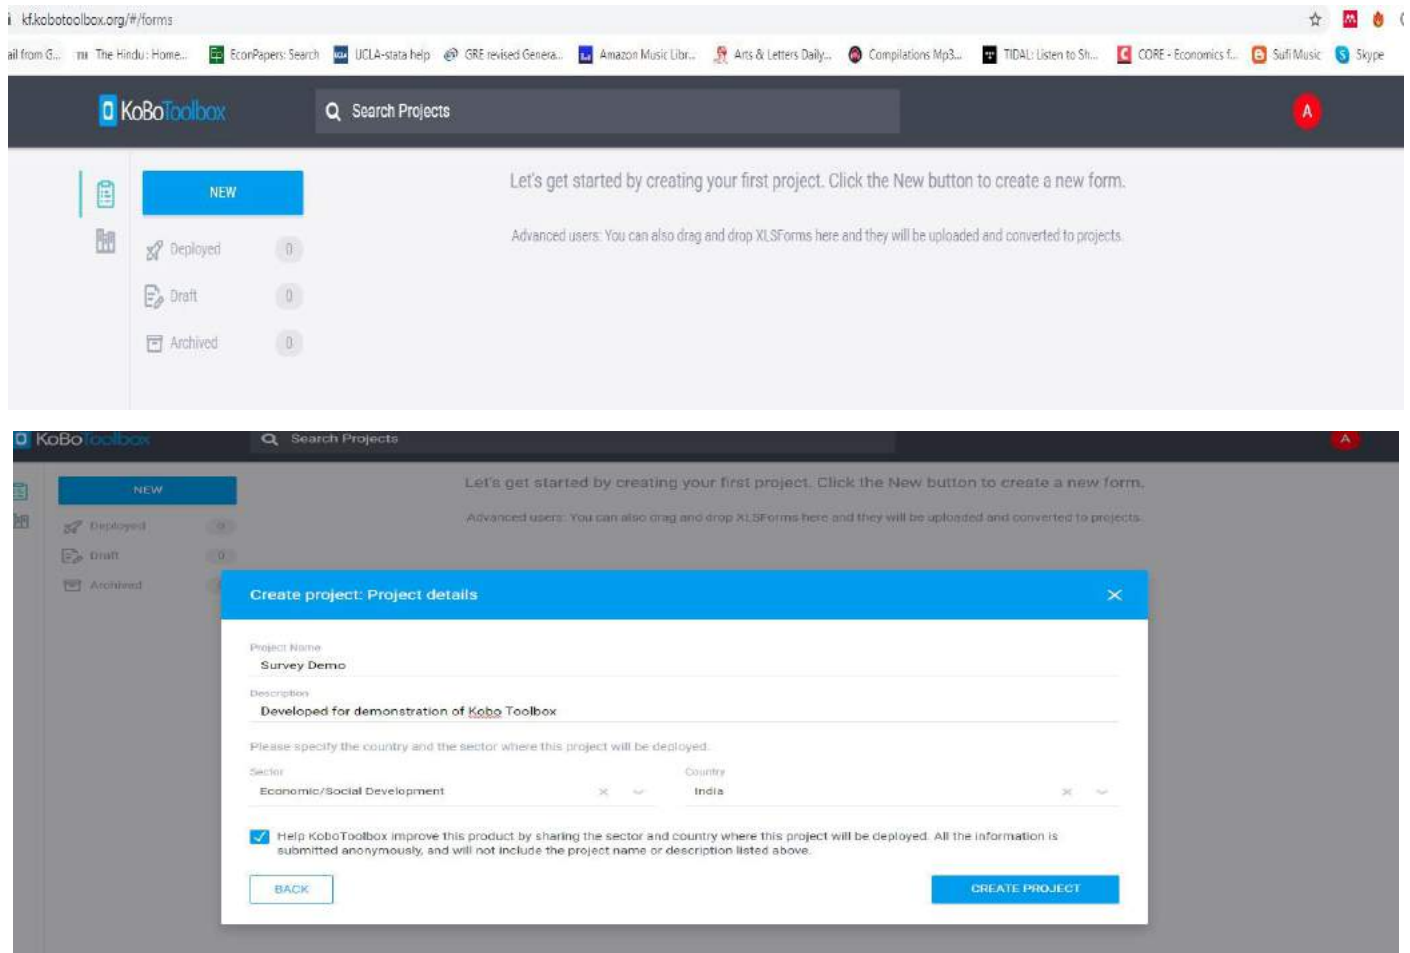 kf.kobotoolbox.org/#/forms
ail from G... The Hindu : Home... EconPapers: Search UCLA-stata help GRE revised Genera... Amazon Music Libr... Arts & Letters Daily... Compilations Mp3... TIDAL: Listen to Sh... CORE - Economics f... Sufi Music Skype
KoBoToolbox Search Projects A
NEW Let's get started by creating your first project. Click the New button to create a new form.
Advanced users: You can also drag and drop XLSForms here and they will be uploaded and converted to projects.
Deployed 0
Draft 0
Archived 0
KoBoToolbox Search Projects A
NEW Let's get started by creating your first project. Click the New button to create a new form.
Advanced users: You can also drag and drop XLSForms here and they will be uploaded and converted to projects.
Deployed 0
Draft 0
Archived
Create project: Project details
Project Name
Survey Demo
Description
Developed for demonstration of Kobo Toolbox
Please specify the country and the sector where this project will be deployed.
Sector Country
Economic/Social Development India
Help KoboToolbox improve this product by sharing the sector and country where this project will be deployed. All the information is
submitted anonymously, and will not include the project name or description listed above.
BACK CREATE PROJECT